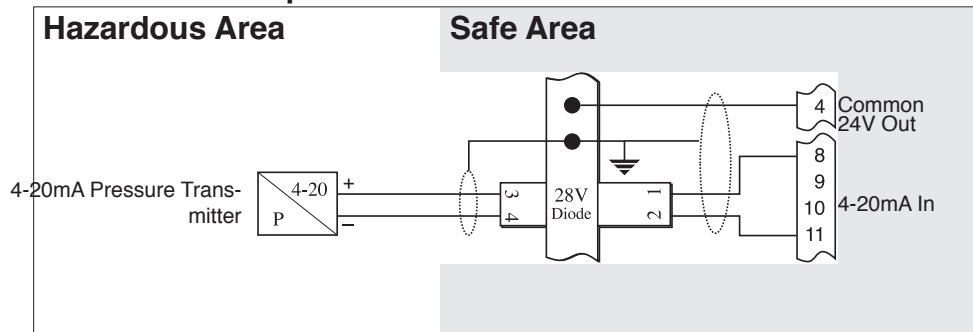 Hazardous Area
Safe Area
4
Common
24V Out
8
9
10
11
4-20mA In
4-20mA Pressure Trans-
mitter
4-20
P
+
–
3
4
28V
Diode
1
2